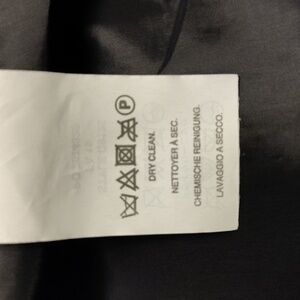 P
DRY CLEAN.
NETTOYER À SEC.
CHEMISCHE REINIGUNG.
LAVAGGIO A SECCO.